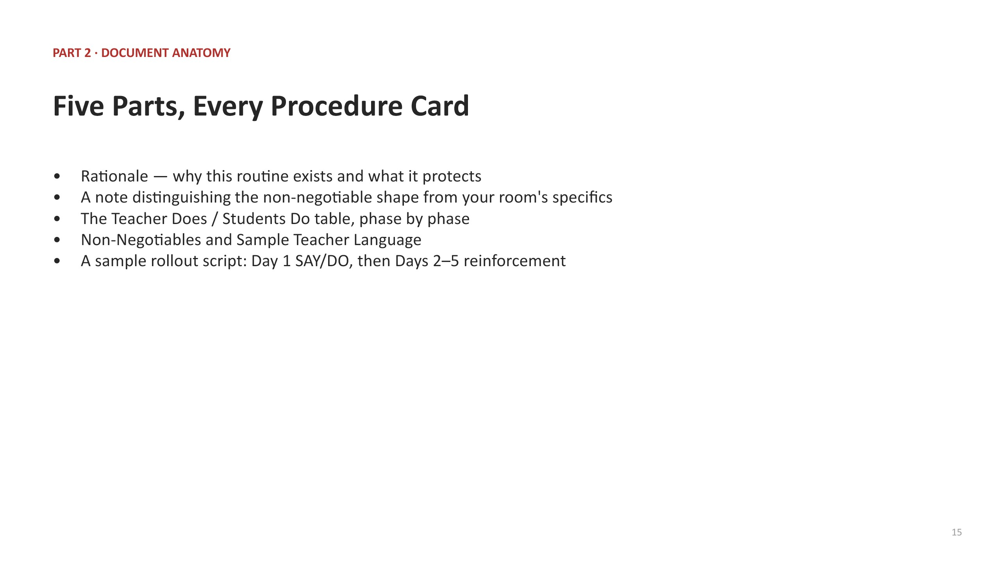 PART 2 · DOCUMENT ANATOMY
Five Parts, Every Procedure Card
• Rationale — why this routine exists and what it protects
• A note distinguishing the non-negotiable shape from your room's specifics
• The Teacher Does / Students Do table, phase by phase
• Non-Negotiables and Sample Teacher Language
• A sample rollout script: Day 1 SAY/DO, then Days 2–5 reinforcement
15